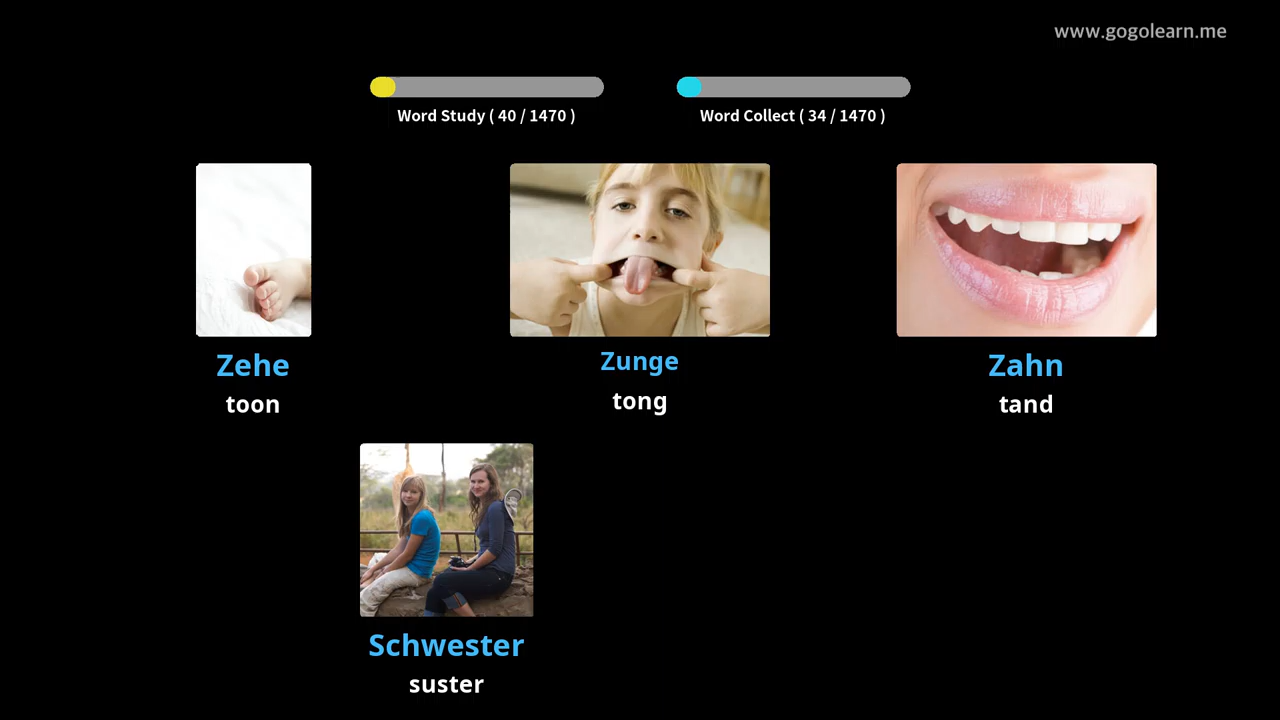 www.gogolearn.me
Word Study ( 40 / 1470 )
Word Collect ( 34 / 1470 )
Zehe
toon
Zunge
tong
Zahn
tand
Schwester
suster